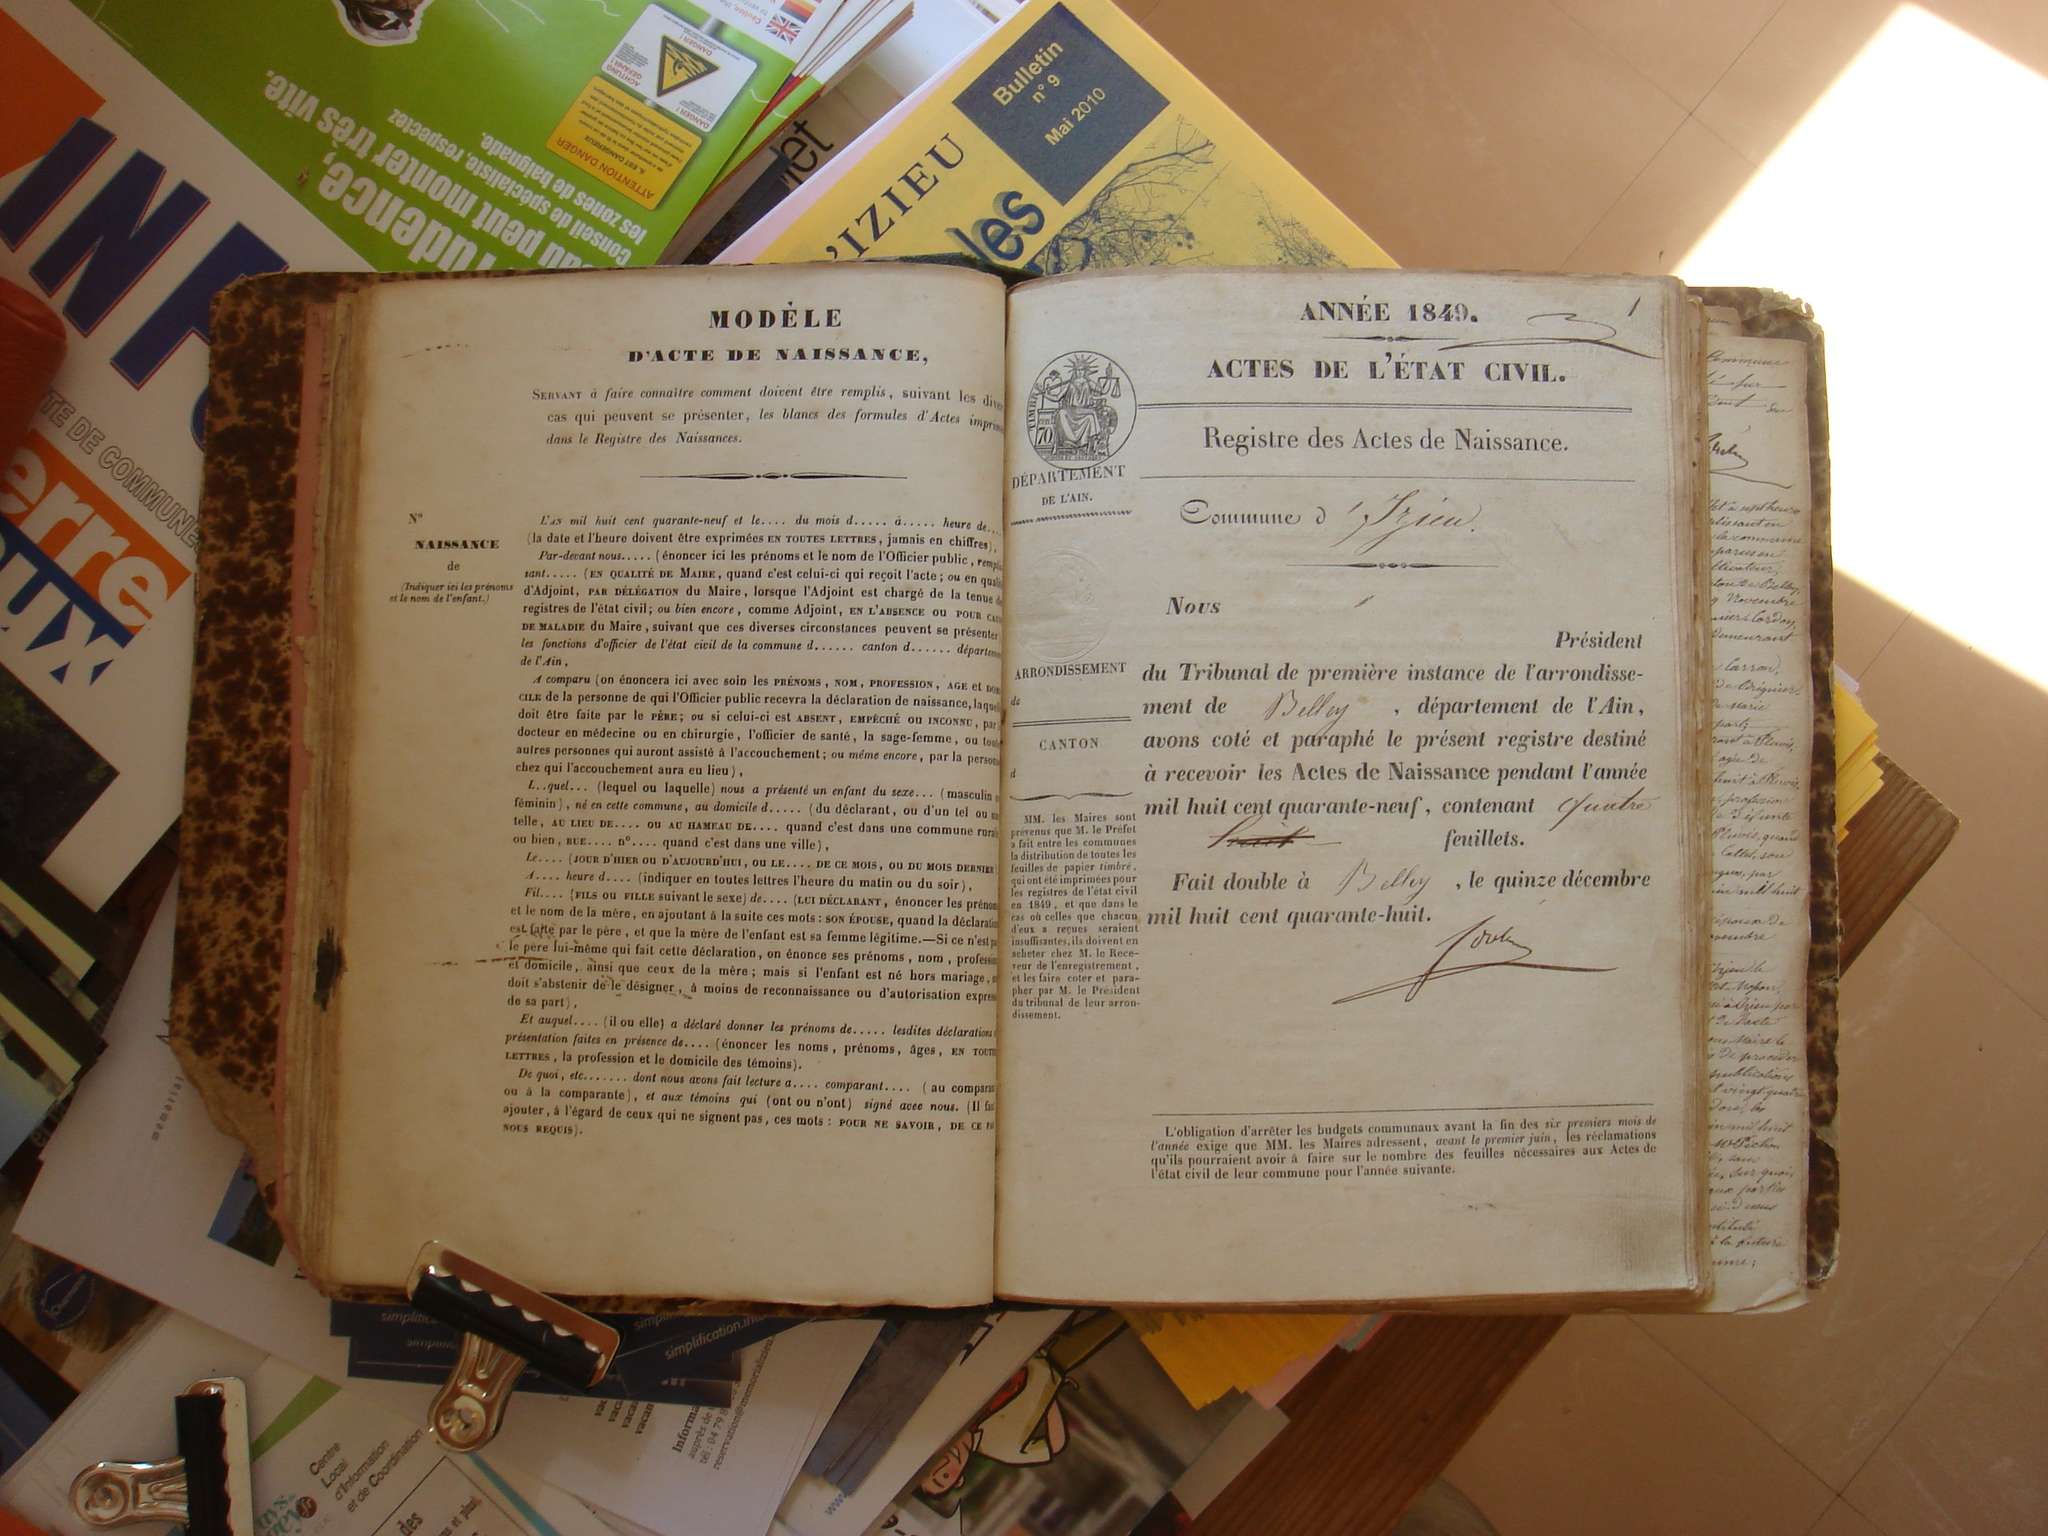 INFO
TE DE COMMUNE
erre
eaux
rudence,
au peut monter très vite
Conseil de spécialiste, respectez
les zones de baignade.
ATTENTION DANGER
ACHTUNG
GEFAHR !
DANGER !
Bulletin
n° 9
Mai 2010
'IZIEU
les
MODÈLE
D'ACTE DE NAISSANCE,
SERVANT à faire connaître comment doivent être remplis, suivant les diver
cas qui peuvent se présenter, les blancs des formules d'Actes imprim
dans le Registre des Naissances.
N°
NAISSANCE
de
(Indiquer ici les prénoms
et le nom de l'enfant.)
L'AN mil huit cent quarante-neuf et le.... du mois d..... à..... heure de...
(la date et l'heure doivent être exprimées EN TOUTES LETTRES, jamais en chiffres),
Par-devant nous..... (énoncer ici les prénoms et le nom de l'Officier public, rempli
sant..... (EN QUALITÉ DE MAIRE, quand c'est celui-ci qui reçoit l'acte; ou en quali
d'Adjoint, PAR DÉLÉGATION du Maire, lorsque l'Adjoint est chargé de la tenue de
registres de l'état civil; ou bien encore, comme Adjoint, EN L'ABSENCE OU POUR CAUS
DE MALADIE du Maire, suivant que ces diverses circonstances peuvent se présenter
les fonctions d'officier de l'état civil de la commune d...... canton d...... départemen
de l'Ain,
A comparu (on énoncera ici avec soin les PRÉNOMS, NOM, PROFESSION, AGE et DOMI
CILE de la personne de qui l'Officier public recevra la déclaration de naissance, laquelle
doit être faite par le PÈRE; ou si celui-ci est ABSENT, EMPÊCHÉ OU INCONNU, par
docteur en médecine ou en chirurgie, l'officier de santé, la sage-femme, ou toute
autres personnes qui auront assisté à l'accouchement; ou même encore, par la personn
chez qui l'accouchement aura eu lieu),
L..quel... (lequel ou laquelle) nous a présenté un enfant du sexe... (masculin o
féminin), né en cette commune, au domicile d..... (du déclarant, ou d'un tel ou un
telle, AU LIEU DE.... OU AU HAMEAU DE.... quand c'est dans une commune rurale
ou bien, RUE.... n°.... quand c'est dans une ville),
Le.... (JOUR D'HIER OU D'AUJOURD'HUI, OU LE.... DE CE MOIS, OU DU MOIS DERNIER
A.... heure d.... (indiquer en toutes lettres l'heure du matin ou du soir),
Fil.... (FILS ou FILLE suivant le sexe) de.... (LUI DÉCLARANT, énoncer les prénom
et le nom de la mère, en ajoutant à la suite ces mots: SON ÉPOUSE, quand la déclaration
est faite par le père, et que la mère de l'enfant est sa femme légitime.—Si ce n'est pa
le père lui-même qui fait cette déclaration, on énonce ses prénoms, nom, profession
et domicile, ainsi que ceux de la mère; mais si l'enfant est né hors mariage, o
doit s'abstenir de le désigner, à moins de reconnaissance ou d'autorisation expres
de sa part),
Et auquel.... (il ou elle) a déclaré donner les prénoms de..... lesdites déclarations
présentation faites en présence de.... (énoncer les noms, prénoms, âges, EN TOUTE
LETTRES, la profession et le domicile des témoins).
De quoi, etc....... dont nous avons fait lecture a.... comparant.... (au comparan
ou à la comparante), et aux témoins qui (ont ou n'ont) signé avec nous. (Il fau
ajouter, à l'égard de ceux qui ne signent pas, ces mots: POUR NE SAVOIR, DE CE PA
NOUS REQUIS).
ANNÉE 1849.
1
ACTES DE L'ÉTAT CIVIL.
Registre des Actes de Naissance.
TIMBRE
70
DÉPARTEMENT
DE L'AIN.
Commune d'Izieu.
Nous
Président
ARRONDISSEMENT
de
CANTON
d
du Tribunal de première instance de l'arrondisse-
ment de Belley, département de l'Ain,
avons coté et paraphé le présent registre destiné
à recevoir les Actes de Naissance pendant l'année
mil huit cent quarante-neuf, contenant quatre
feuillets.
Fait double à Belley, le quinze décembre
mil huit cent quarante-huit.
MM. les Maires sont
prévenus que M. le Préfet
a fait entre les communes
la distribution de toutes les
feuilles de papier timbré,
qui ont été imprimées pour
les registres de l'état civil
en 1849, et que dans le
cas où celles que chacun
d'eux a reçues seraient
insuffisantes, ils doivent en
acheter chez M. le Rece-
veur de l'enregistrement,
et les faire coter et para-
pher par M. le Président
du tribunal de leur arron-
dissement.
L'obligation d'arrêter les budgets communaux avant la fin des six premiers mois de
l'année exige que MM. les Maires adressent, avant le premier juin, les réclamations
qu'ils pourraient avoir à faire sur le nombre des feuilles nécessaires aux Actes de
l'état civil de leur commune pour l'année suivante.
mémorial
simplification
Centre
Local
d'Information
et de Coordination